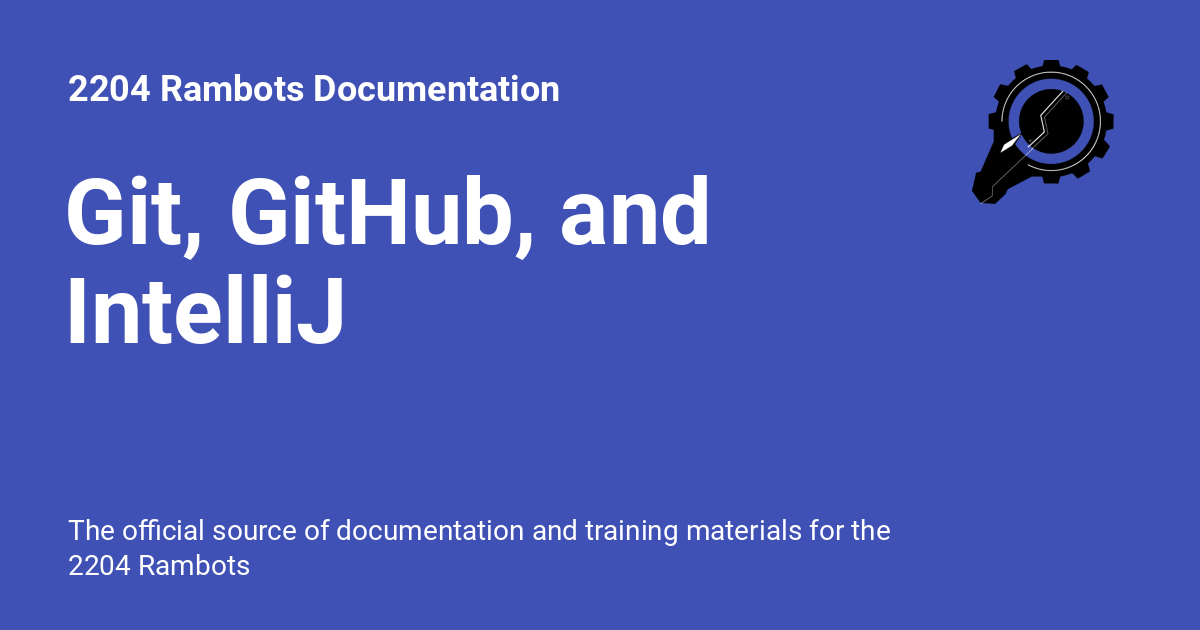 2204 Rambots Documentation
Git, GitHub, and
IntelliJ
The official source of documentation and training materials for the
2204 Rambots